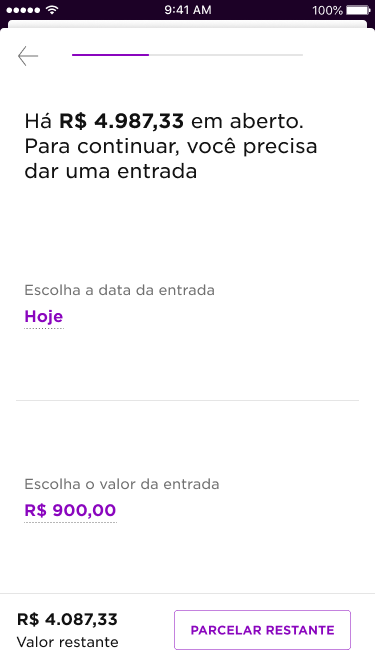 9:41 AM
100%
Há R$ 4.987,33 em aberto.
Para continuar, você precisa
dar uma entrada
Escolha a data da entrada
Hoje
Escolha o valor da entrada
R$ 900,00
R$ 4.087,33
Valor restante
PARCELAR RESTANTE